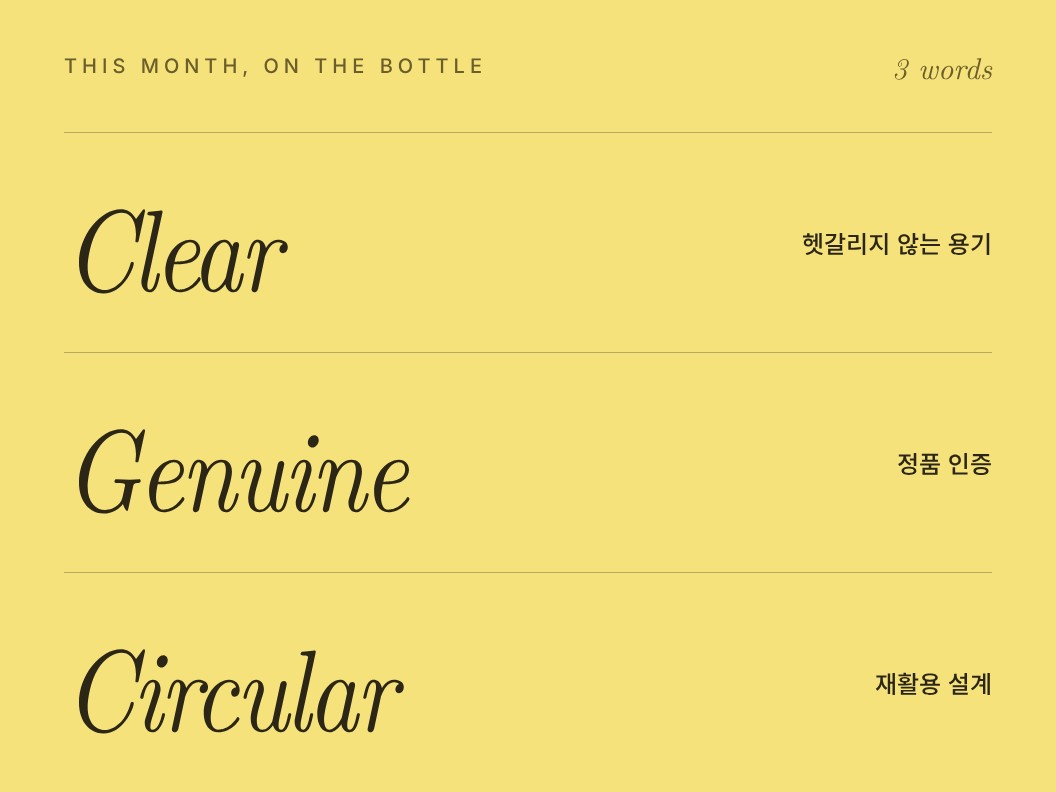 THIS MONTH, ON THE BOTTLE
3 words
Clear
헷갈리지 않는 용기
Genuine
정품 인증
Circular
재활용 설계